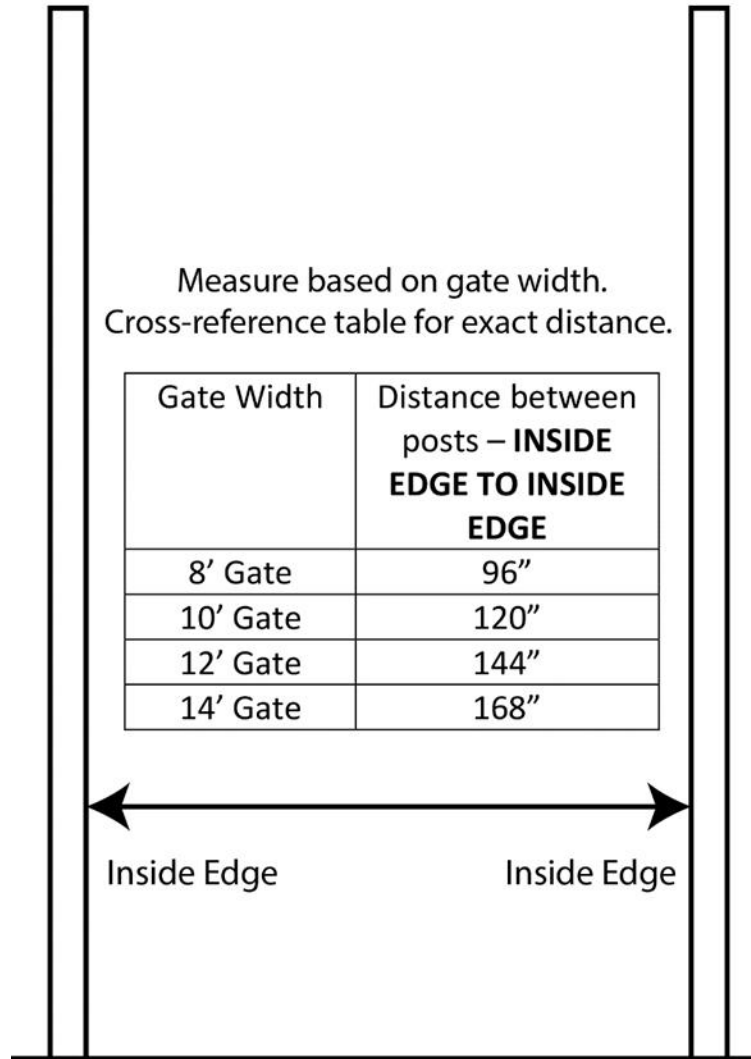 Measure based on gate width.
Cross-reference table for exact distance.
Gate Width
Distance between
posts – INSIDE
EDGE TO INSIDE
EDGE
8’ Gate 96”
10’ Gate 120”
12’ Gate 144”
14’ Gate 168”
Inside Edge Inside Edge